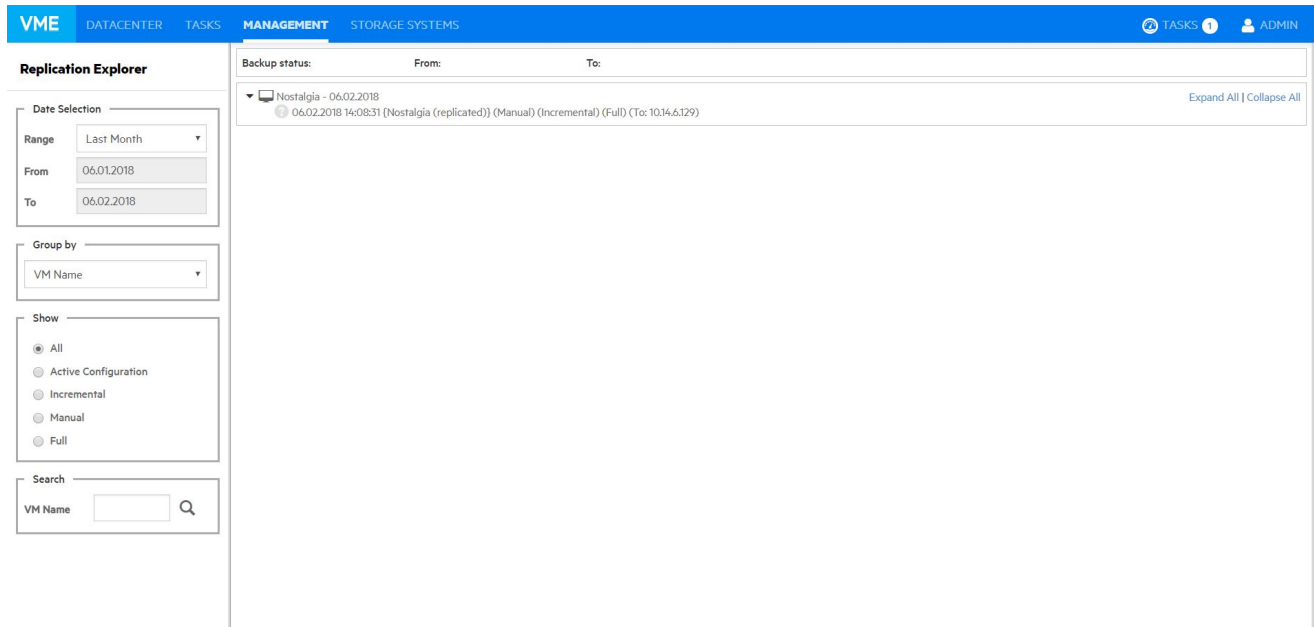 VME DATACENTER TASKS MANAGEMENT STORAGE SYSTEMS TASKS 1 ADMIN
Replication Explorer
Date Selection
Range Last Month
From 06.01.2018
To 06.02.2018
Group by
VM Name
Show
All
Active Configuration
Incremental
Manual
Full
Search
VM Name
Backup status: From: To:
Nostalgia - 06.02.2018 Expand All | Collapse All
06.02.2018 14:08:31 {Nostalgia (replicated)} (Manual) (Incremental) (Full) (To: 10.14.6.129)